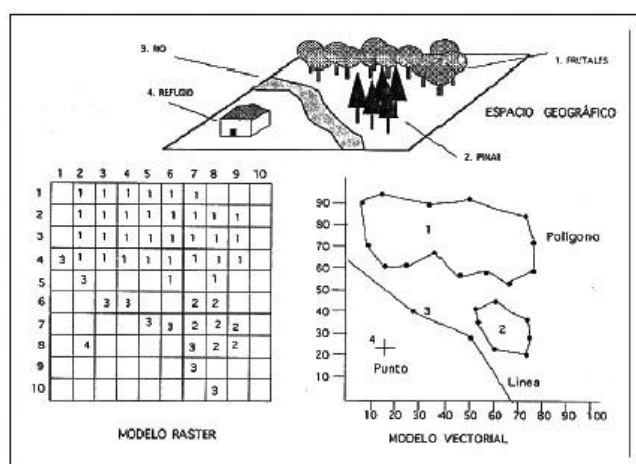 3. RIO
1. FRUTALES
4. REFUGIO
ESPACIO GEOGRÁFICO
2. PINAR
1 2 3 4 5 6 7 8 9 10
1 1 1 1 1 1 1
2 1 1 1 1 1 1 1 1
3 1 1 1 1 1 1 1 1
4 3 1 1 1 1 1 1 1 1
5 3 1 1
6 3 3 2 2
7 3 3 2 2 2
8 4 3 2 2
9 3
10 3
MODELO RASTER
90
80
70
60
50
40
30
20
10
1
Polígono
3
2
4
Punto
Linea
10 20 30 40 50 60 70 80 90 100
MODELO VECTORIAL